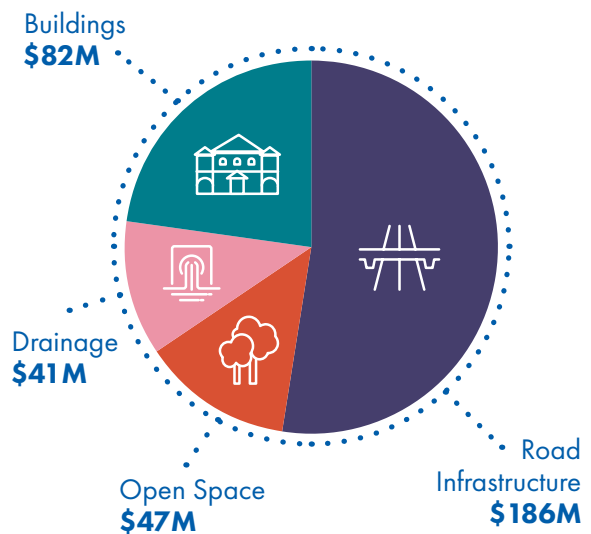 Buildings
$82M
Drainage
$41M
Open Space
$47M
Road
Infrastructure
$186M